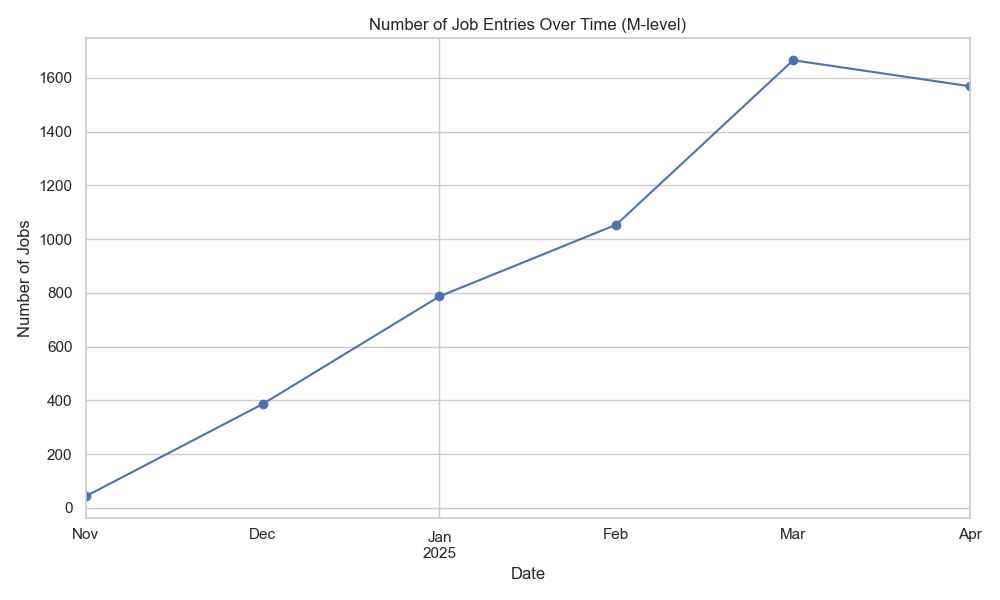 Number of Job Entries Over Time (M-level)
1600
1400
1200
1000
800
600
400
200
0
Number of Jobs
Nov
Dec
Jan
2025
Feb
Mar
Apr
Date